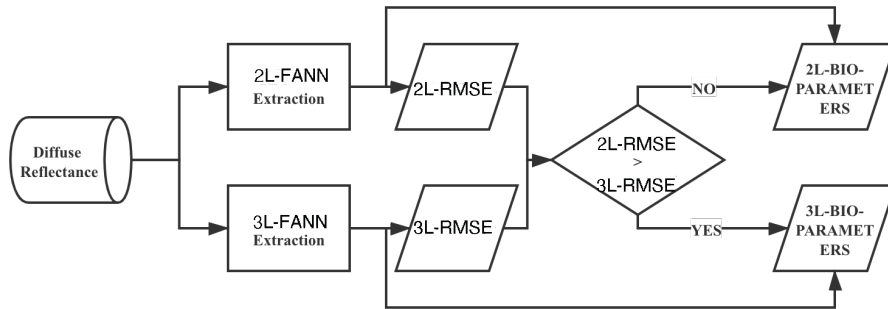 Diffuse
Reflectance
2L-FANN
Extraction
2L-RMSE
3L-FANN
Extraction
3L-RMSE
2L-RMSE
>
3L-RMSE
NO
YES
2L-BIO-
PARAMET
ERS
3L-BIO-
PARAMET
ERS